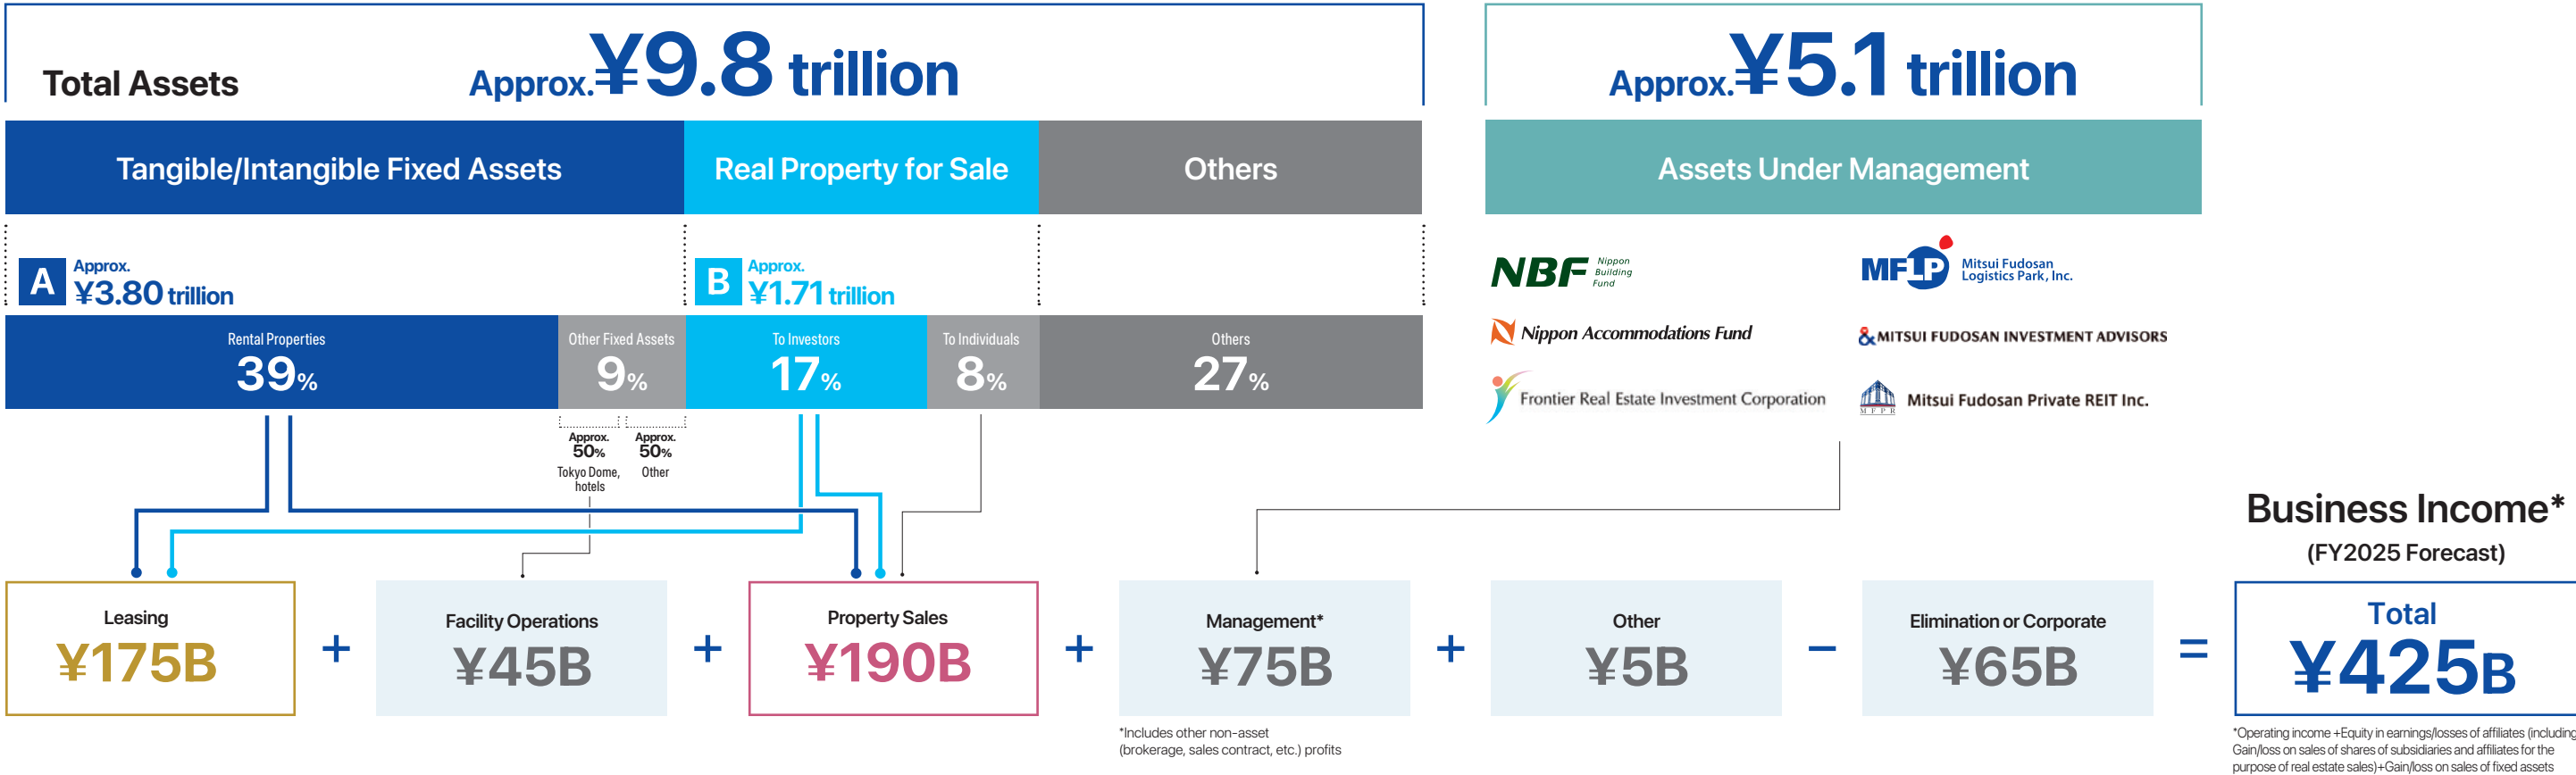 Total Assets
Approx.¥9.8 trillion
Approx.¥5.1 trillion
Tangible/Intangible Fixed Assets
Real Property for Sale
Others
Assets Under Management
A
Approx.
¥3.80 trillion
B
Approx.
¥1.71 trillion
Rental Properties
39%
Other Fixed Assets
9%
To Investors
17%
To Individuals
8%
Others
27%
NBF
Nippon
Building
Fund
MFLP
Mitsui Fudosan
Logistics Park, Inc.
Nippon Accommodations Fund
&MITSUI FUDOSAN INVESTMENT ADVISORS
Frontier Real Estate Investment Corporation
MFPR
Mitsui Fudosan Private REIT Inc.
Approx.
50%
Tokyo Dome,
hotels
Approx.
50%
Other
Business Income*
(FY2025 Forecast)
Leasing
¥175B
+
Facility Operations
¥45B
+
Property Sales
¥190B
+
Management*
¥75B
+
Other
¥5B
−
Elimination or Corporate
¥65B
=
Total
¥425B
*Includes other non-asset
(brokerage, sales contract, etc.) profits
*Operating income +Equity in earnings/losses of affiliates (including
Gain/loss on sales of shares of subsidiaries and affiliates for the
purpose of real estate sales)+Gain/loss on sales of fixed assets